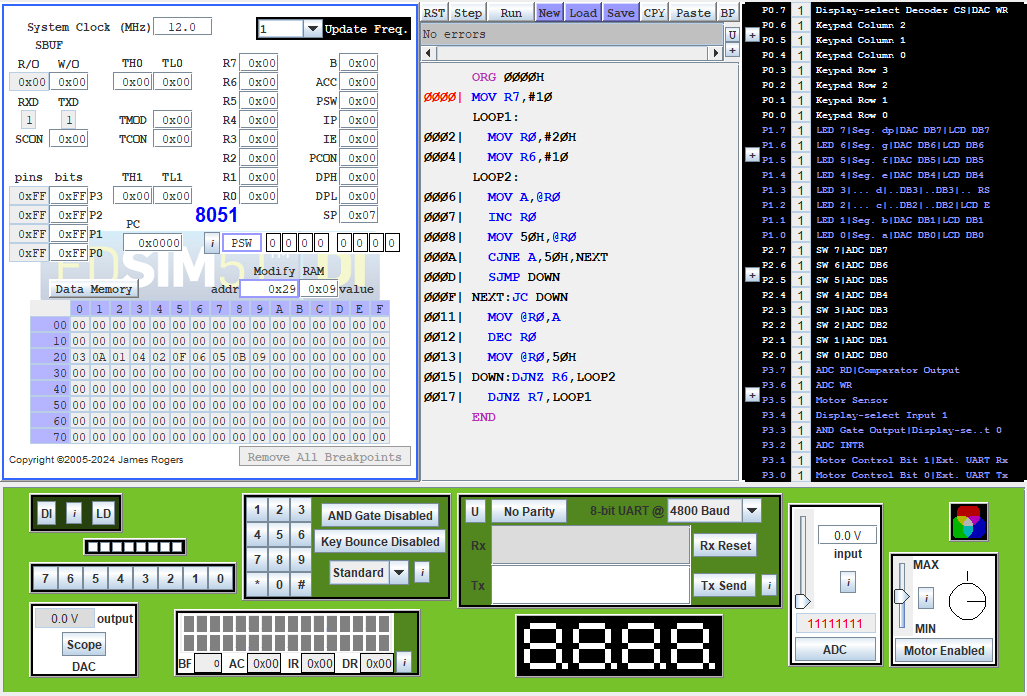 System Clock (MHz) 12.0 1 Update Freq.
SBUF
R/O W/O TH0 TL0 R7 0x00 B 0x00
0x00 0x00 0x00 0x00 R6 0x00 ACC 0x00
RXD TXD R5 0x00 PSW 0x00
1 1 TMOD 0x00 R4 0x00 IP 0x00
SCON 0x00 TCON 0x00 R3 0x00 IE 0x00
R2 0x00 PCON 0x00
pins bits TH1 TL1 R1 0x00 DPH 0x00
0xFF 0xFF P3 0x00 0x00 R0 0x00 DPL 0x00
0xFF 0xFF P2 8051 SP 0x07
0xFF 0xFF P1 PC 0x0000 i PSW 0 0 0 0 0 0 0 0
0xFF 0xFF P0
EDSIM51 DI
Modify RAM
Data Memory addr 0x29 0x09 value
0 1 2 3 4 5 6 7 8 9 A B C D E F
00 00 00 00 00 00 00 00 00 00 00 00 00 00 00 00 00
10 00 00 00 00 00 00 00 00 00 00 00 00 00 00 00 00
20 03 0A 01 04 02 0F 06 05 0B 09 00 00 00 00 00 00
30 00 00 00 00 00 00 00 00 00 00 00 00 00 00 00 00
40 00 00 00 00 00 00 00 00 00 00 00 00 00 00 00 00
50 00 00 00 00 00 00 00 00 00 00 00 00 00 00 00 00
60 00 00 00 00 00 00 00 00 00 00 00 00 00 00 00 00
70 00 00 00 00 00 00 00 00 00 00 00 00 00 00 00 00
Copyright ©2005-2024 James Rogers Remove All Breakpoints
RST Step Run New Load Save CPY Paste BP
No errors U
+
ORG 0000H
0000| MOV R7,#10
LOOP1:
0002| MOV R0,#20H
0004| MOV R6,#10
LOOP2:
0006| MOV A,@R0
0007| INC R0
0008| MOV 50H,@R0
000A| CJNE A,50H,NEXT
000D| SJMP DOWN
000F| NEXT:JC DOWN
0011| MOV @R0,A
0012| DEC R0
0013| MOV @R0,50H
0015| DOWN:DJNZ R6,LOOP2
0017| DJNZ R7,LOOP1
END
P0.7 1 Display-select Decoder CS|DAC WR
P0.6 1 Keypad Column 2
+
P0.5 1 Keypad Column 1
P0.4 1 Keypad Column 0
P0.3 1 Keypad Row 3
P0.2 1 Keypad Row 2
P0.1 1 Keypad Row 1
P0.0 1 Keypad Row 0
P1.7 1 LED 7|Seg. dp|DAC DB7|LCD DB7
P1.6 1 LED 6|Seg. g|DAC DB6|LCD DB6
+
P1.5 1 LED 5|Seg. f|DAC DB5|LCD DB5
P1.4 1 LED 4|Seg. e|DAC DB4|LCD DB4
P1.3 1 LED 3|... d|..DB3|..DB3|.. RS
P1.2 1 LED 2|... c|..DB2|..DB2|LCD E
P1.1 1 LED 1|Seg. b|DAC DB1|LCD DB1
P1.0 1 LED 0|Seg. a|DAC DB0|LCD DB0
P2.7 1 SW 7|ADC DB7
P2.6 1 SW 6|ADC DB6
+
P2.5 1 SW 5|ADC DB5
P2.4 1 SW 4|ADC DB4
P2.3 1 SW 3|ADC DB3
P2.2 1 SW 2|ADC DB2
P2.1 1 SW 1|ADC DB1
P2.0 1 SW 0|ADC DB0
P3.7 1 ADC RD|Comparator Output
P3.6 1 ADC WR
+
P3.5 1 Motor Sensor
P3.4 1 Display-select Input 1
P3.3 1 AND Gate Output|Display-se..t 0
P3.2 1 ADC INTR
P3.1 1 Motor Control Bit 1|Ext. UART Rx
P3.0 1 Motor Control Bit 0|Ext. UART Tx
DI i LD
7 6 5 4 3 2 1 0
0.0 V output
Scope
DAC
1 2 3 AND Gate Disabled
4 5 6 Key Bounce Disabled
7 8 9 Standard i
* 0 #
BF 0 AC 0x00 IR 0x00 DR 0x00 i
U No Parity 8-bit UART @ 4800 Baud
Rx Rx Reset
Tx Tx Send i
8.8.8.8.
0.0 V
input
i
11111111
ADC
MAX
i
MIN
Motor Enabled